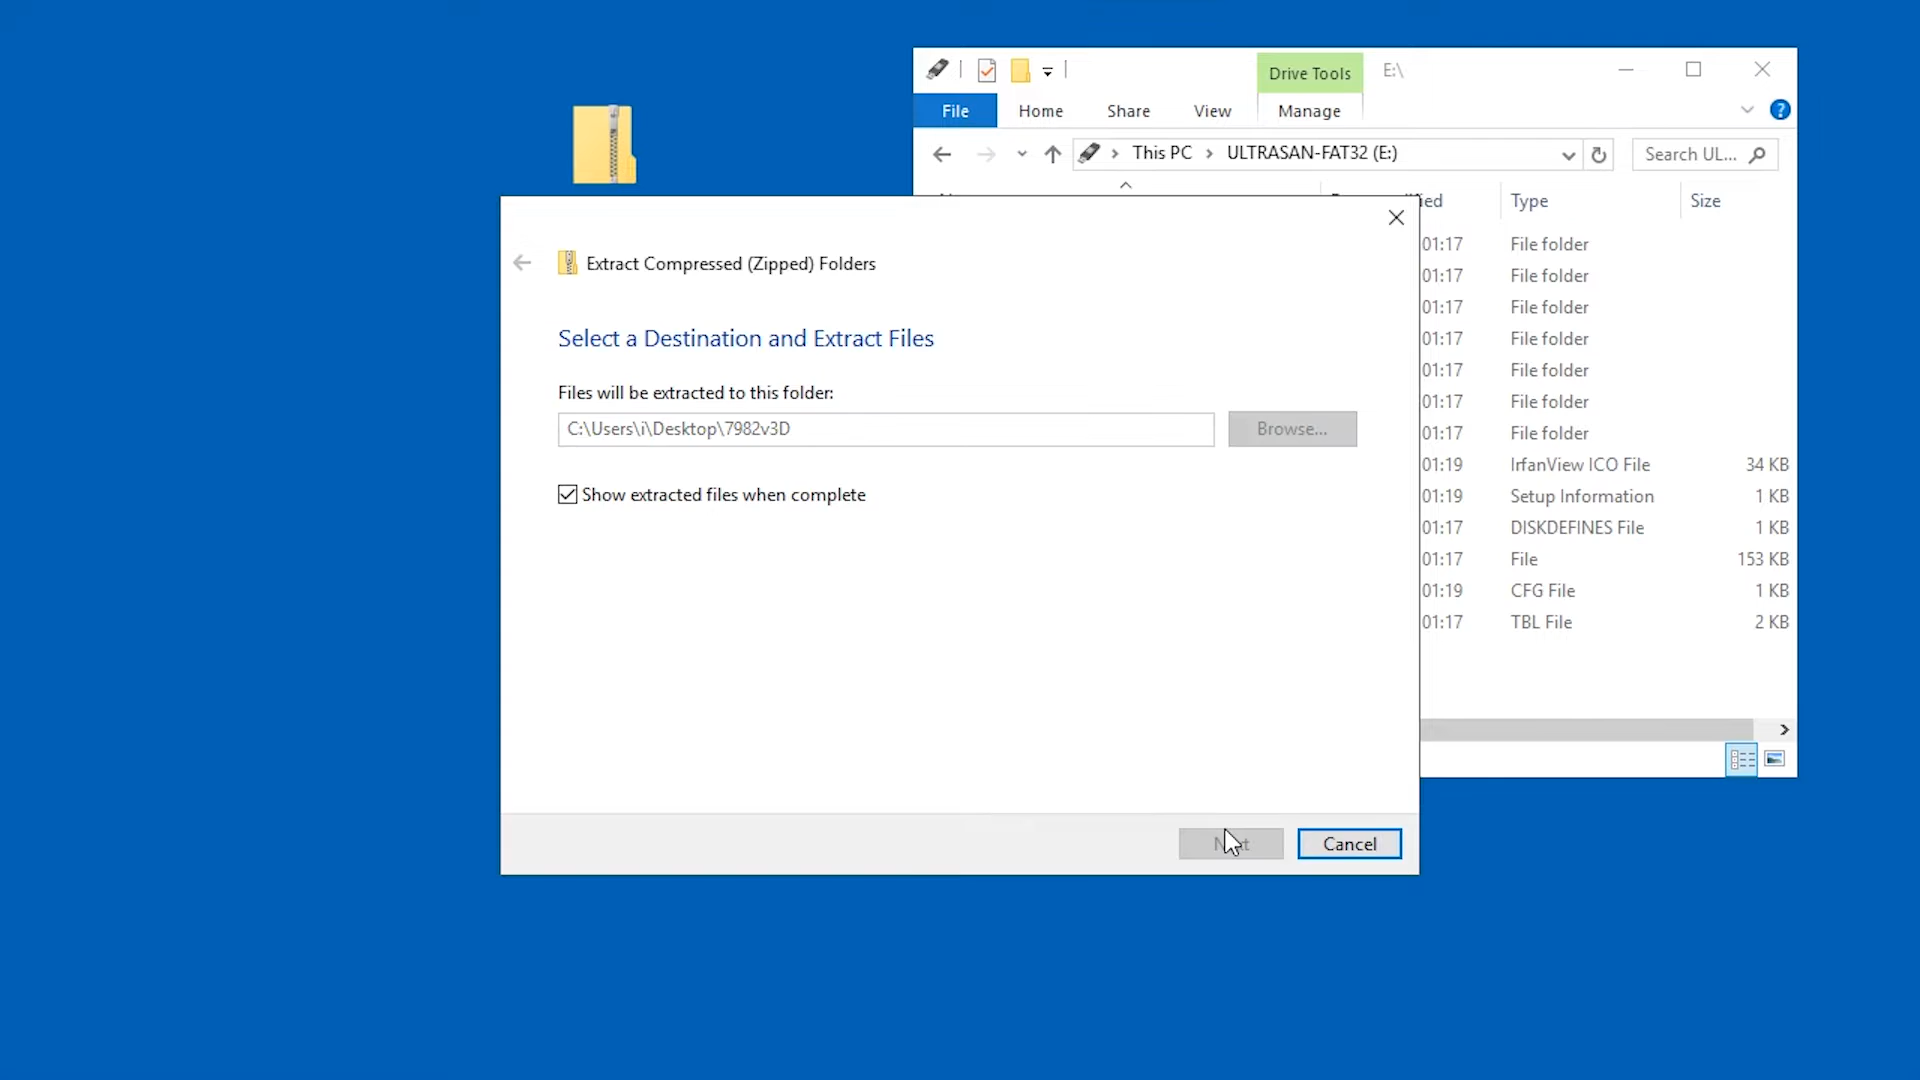 Drive Tools
E:\
File
Home
Share
View
Manage
This PC
ULTRASAN-FAT32 (E:)
Search UL...
Type
Size
01:17 File folder
01:17 File folder
01:17 File folder
01:17 File folder
01:17 File folder
01:17 File folder
01:17 File folder
01:19 IrfanView ICO File 34 KB
01:19 Setup Information 1 KB
01:17 DISKDEFINES File 1 KB
01:17 File 153 KB
01:19 CFG File 1 KB
01:17 TBL File 2 KB
Extract Compressed (Zipped) Folders
Select a Destination and Extract Files
Files will be extracted to this folder:
C:\Users\i\Desktop\7982v3D
Browse...
Show extracted files when complete
Cancel